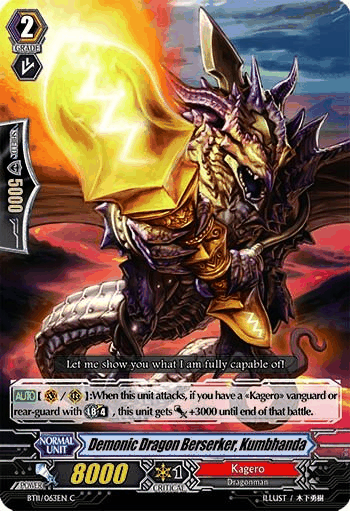 2
GRADE
SHIELD
5000
Let me show you what I am fully capable of!
AUTO [ / ]:When this unit attacks, if you have a «Kagero» vanguard or
rear-guard with LB 4, this unit gets +3000 until end of that battle.
NORMAL UNIT
Demonic Dragon Berserker, Kumbhanda
POWER
8000
1
CRITICAL
Kagero
Dragonman
BT11/063EN C
ILLUST / 木下勇樹